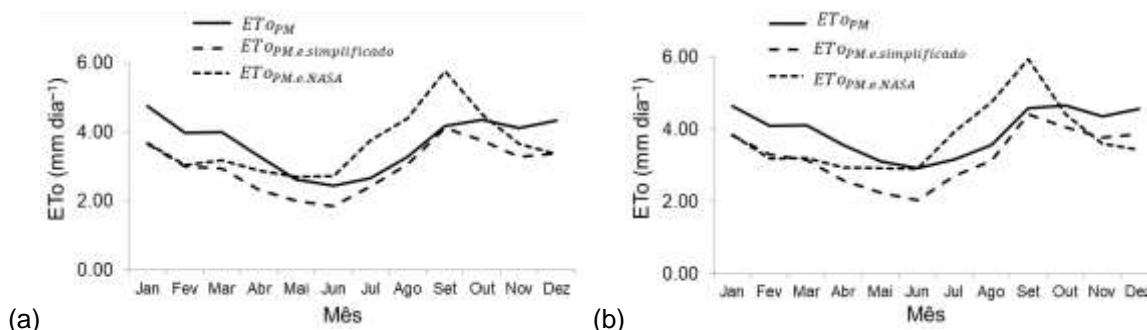 ETo_PM
ETo_PM.e.simplificado
ETo_PM.e.NASA
6.00
4.00
2.00
0.00
ETo (mm dia⁻¹)
Jan Fev Mar Abr Mai Jun Jul Ago Set Out Nov Dez
Mês
(a)
ETo_PM
ETo_PM.e.simplificado
ETo_PM.e.NASA
6.00
4.00
2.00
0.00
ETo (mm dia⁻¹)
Jan Fev Mar Abr Mai Jun Jul Ago Set Out Nov Dez
Mês
(b)